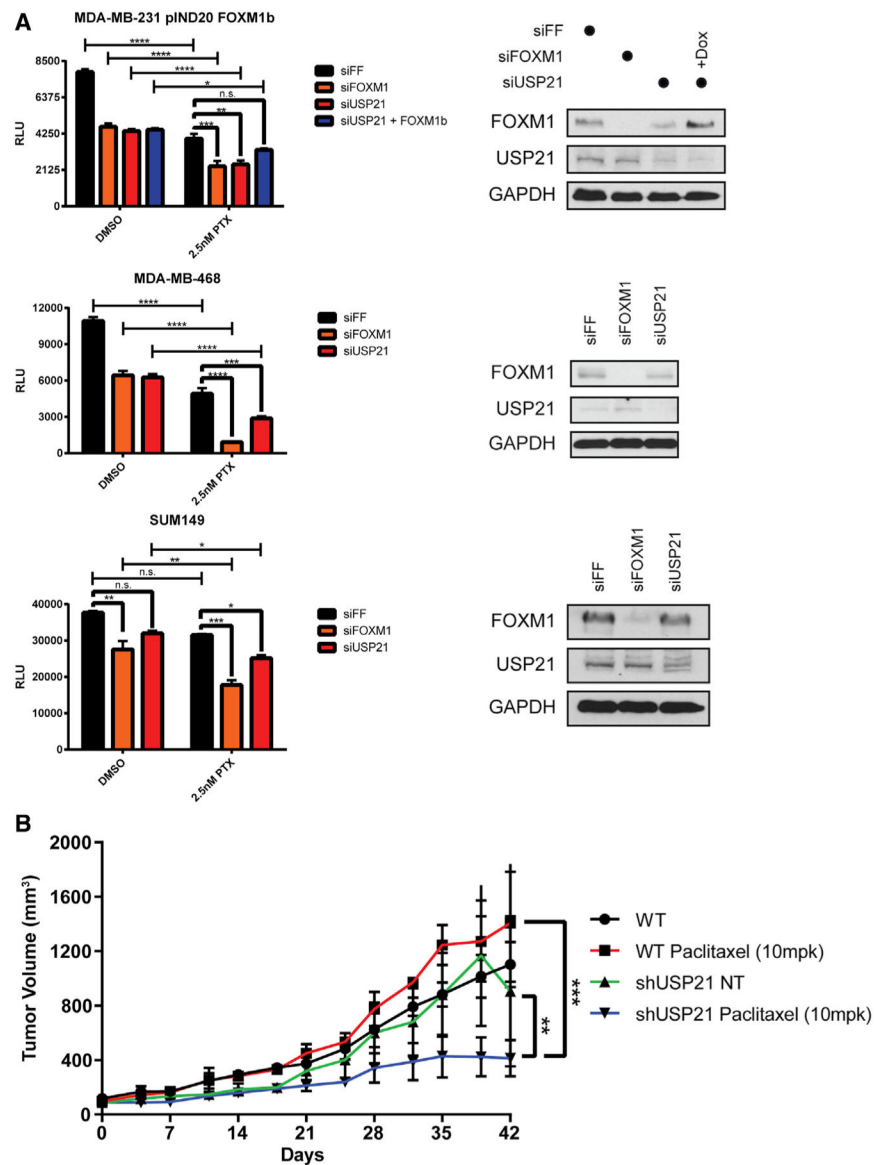 A
MDA-MB-231 pIND20 FOXM1b
****
****
****
*
n.s.
**
***
8500
6375
4250
2125
0
RLU
DMSO
2.5nM PTX
siFF
siFOXM1
siUSP21
siUSP21 + FOXM1b
siFF
siFOXM1
siUSP21
+Dox
FOXM1
USP21
GAPDH
MDA-MB-468
****
****
****
***
****
12000
9000
6000
3000
0
RLU
DMSO
2.5nM PTX
siFF
siFOXM1
siUSP21
siFF
siFOXM1
siUSP21
FOXM1
USP21
GAPDH
SUM149
*
**
n.s.
n.s.
**
*
***
40000
30000
20000
10000
0
RLU
DMSO
2.5nM PTX
siFF
siFOXM1
siUSP21
siFF
siFOXM1
siUSP21
FOXM1
USP21
GAPDH
B
2000
1600
1200
800
400
0
Tumor Volume (mm³)
0 7 14 21 28 35 42
Days
**
***
WT
WT Paclitaxel (10mpk)
shUSP21 NT
shUSP21 Paclitaxel (10mpk)